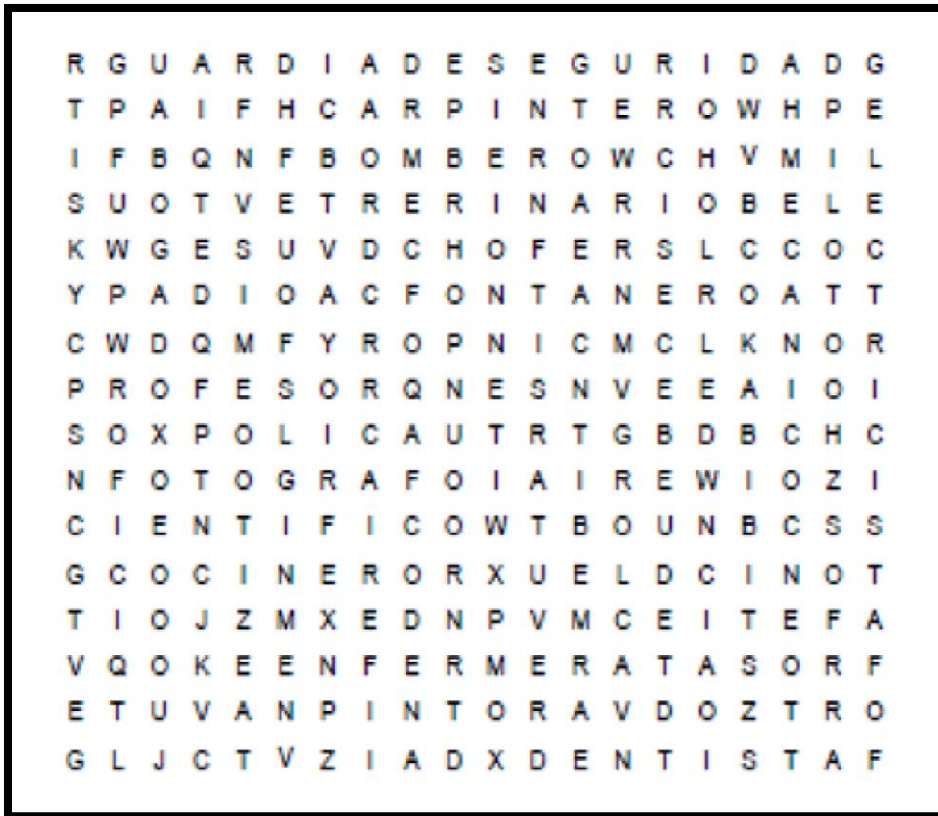 R G U A R D I A D E S E G U R I D A D G
T P A I F H C A R P I N T E R O W H P E
I F B Q N F B O M B E R O W C H V M I L
S U O T V E T R E R I N A R I O B E L E
K W G E S U V D C H O F E R S L C C O C
Y P A D I O A C F O N T A N E R O A T T
C W D Q M F Y R O P N I C M C L K N O R
P R O F E S O R Q N E S N V E E A I O I
S O X P O L I C A U T R T G B D B C H C
N F O T O G R A F O I A I R E W I O Z I
C I E N T I F I C O W T B O U N B C S S
G C O C I N E R O R X U E L D C I N O T
T I O J Z M X E D N P V M C E I T E F A
V Q O K E E N F E R M E R A T A S O R F
E T U V A N P I N T O R A V D O Z T R O
G L J C T V Z I A D X D E N T I S T A F